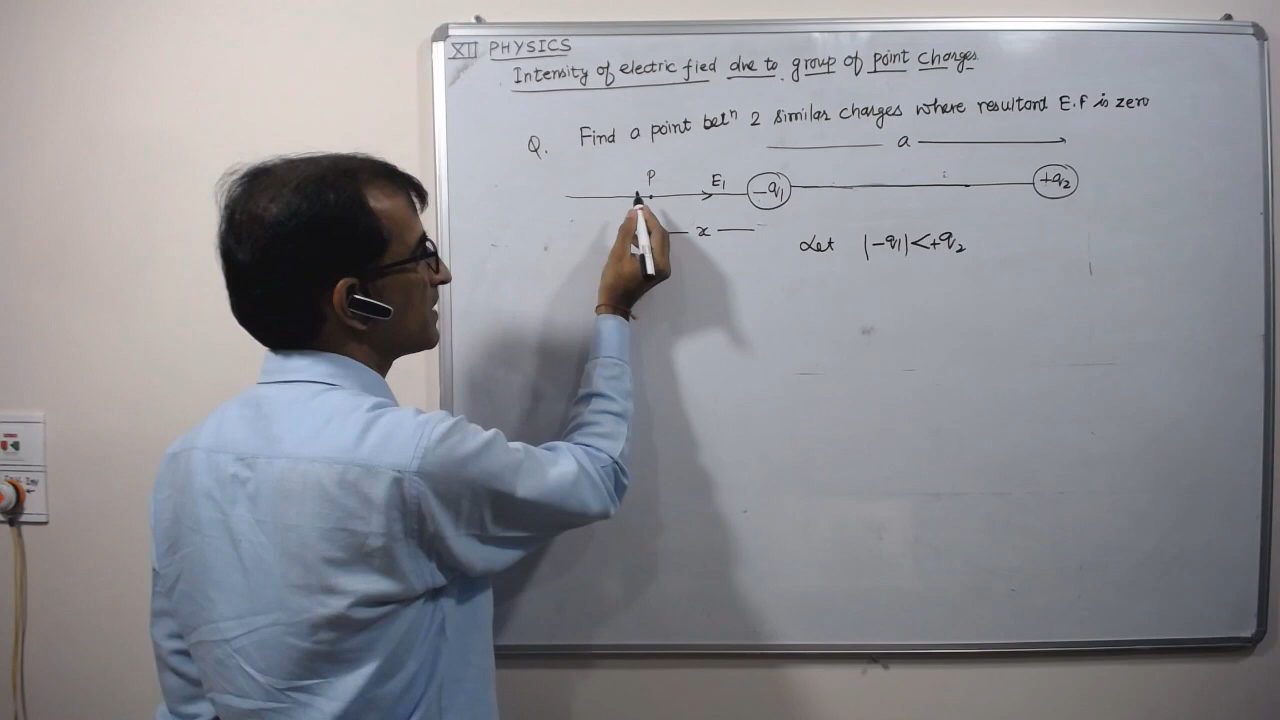 XII PHYSICS
Intensity of electric fied due to group of point charges
Q. Find a point betⁿ 2 similar charges where resultant E.F is zero
a
P E₁ -q₁ +q₂
x
Let |-q₁|<+q₂